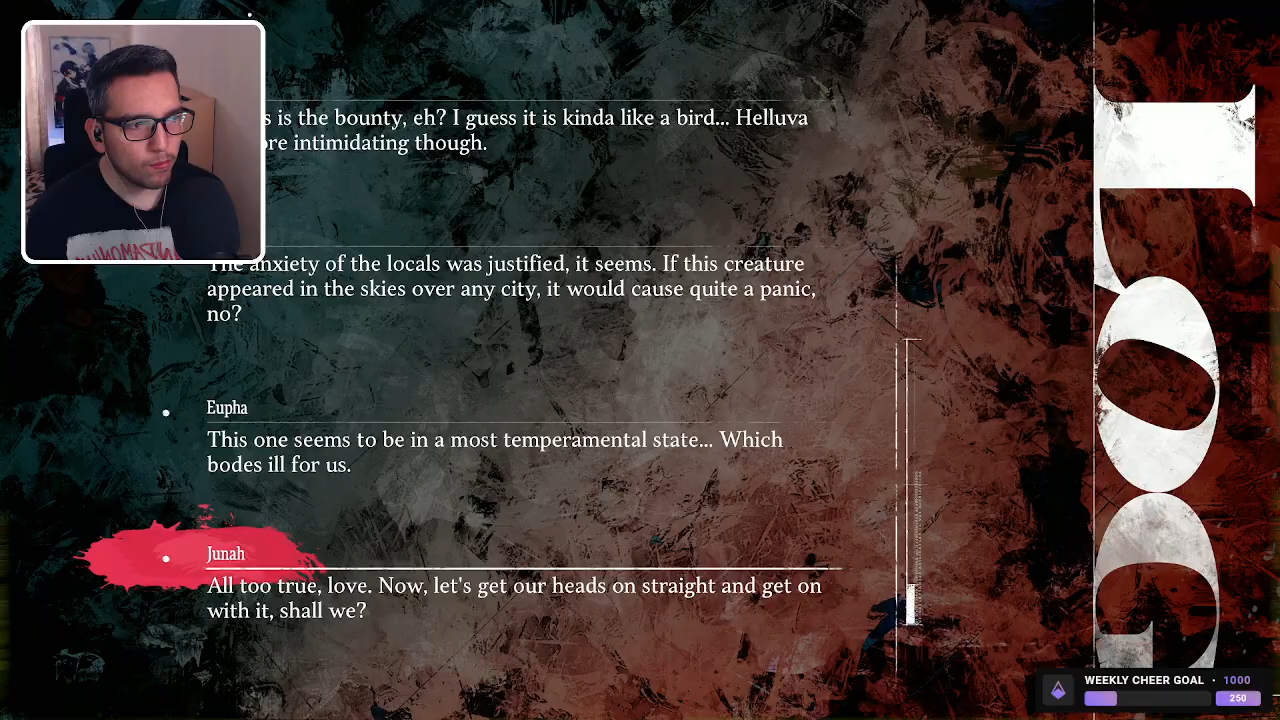 s is the bounty, eh? I guess it is kinda like a bird... Helluva
re intimidating though.
The anxiety of the locals was justified, it seems. If this creature
appeared in the skies over any city, it would cause quite a panic,
no?
Eupha
This one seems to be in a most temperamental state... Which
bodes ill for us.
Junah
All too true, love. Now, let's get our heads on straight and get on
with it, shall we?
LOG
WEEKLY CHEER GOAL · 1000
250